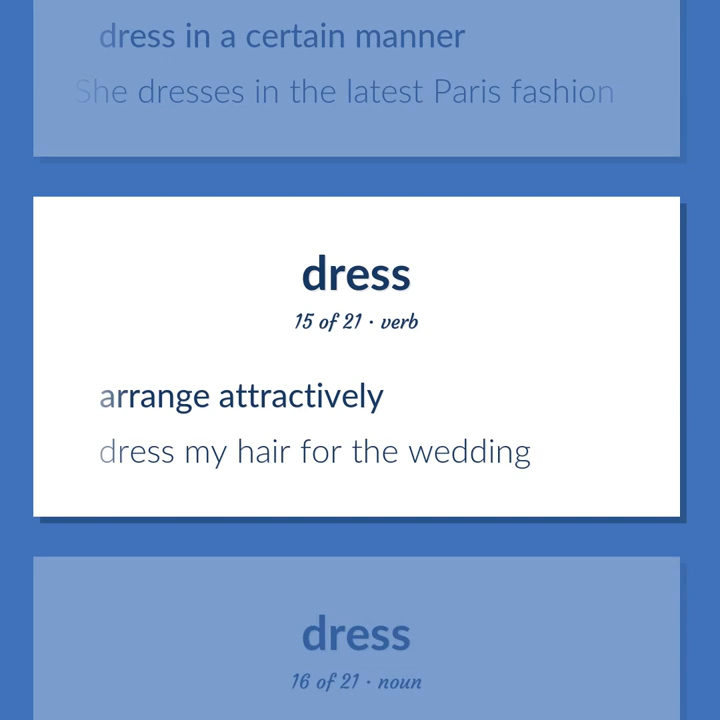 dress in a certain manner
She dresses in the latest Paris fashion
dress
15 of 21 · verb
arrange attractively
dress my hair for the wedding
dress
16 of 21 · noun